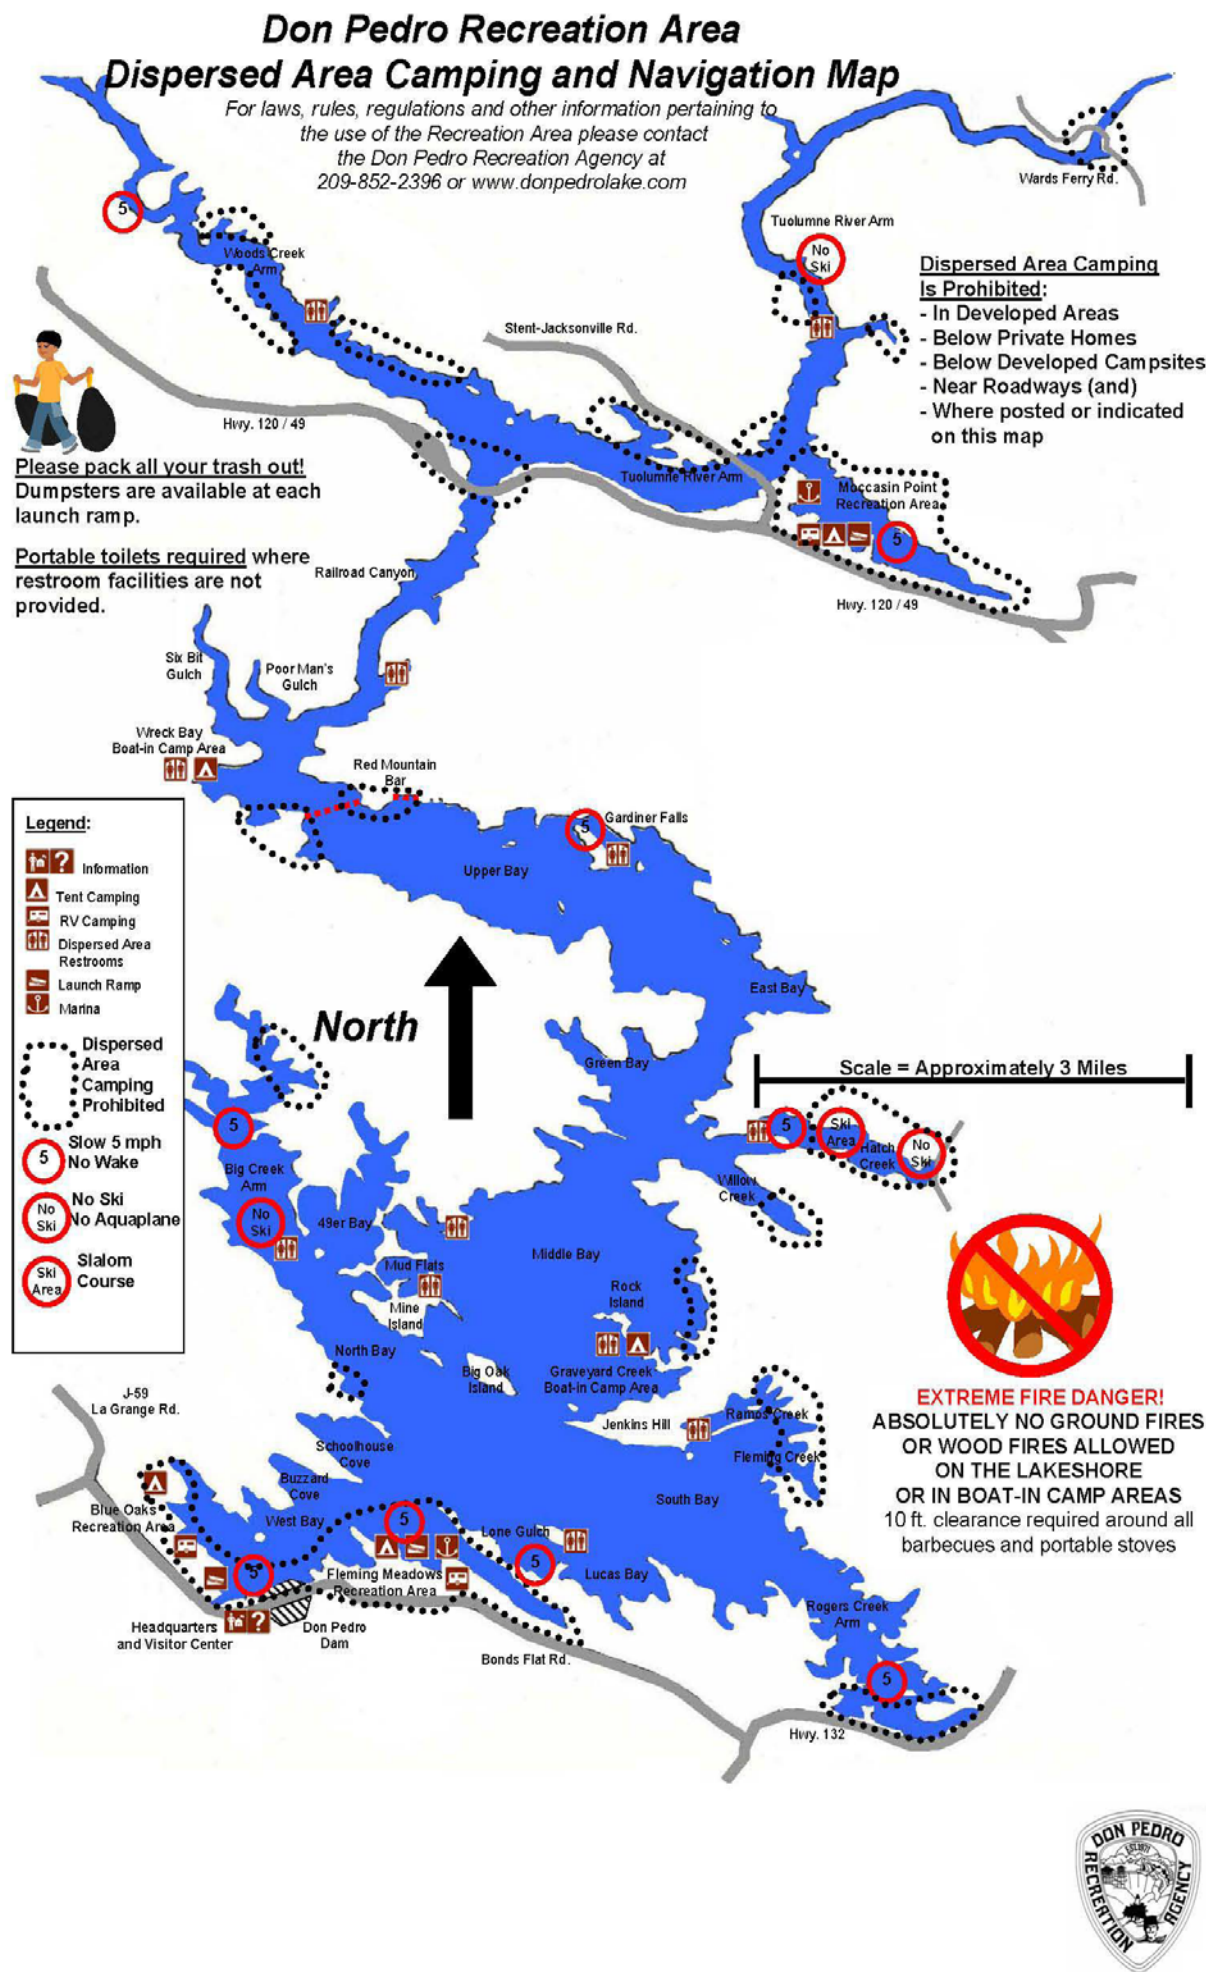 Don Pedro Recreation Area
Dispersed Area Camping and Navigation Map
For laws, rules, regulations and other information pertaining to
the use of the Recreation Area please contact
the Don Pedro Recreation Agency at
209-852-2396 or www.donpedrolake.com
Wards Ferry Rd.
5
Woods Creek
Arm
Tuolumne River Arm
No
Ski
Dispersed Area Camping
Is Prohibited:
- In Developed Areas
- Below Private Homes
- Below Developed Campsites
- Near Roadways (and)
- Where posted or indicated
on this map
Stent-Jacksonville Rd.
Hwy. 120 / 49
Please pack all your trash out!
Dumpsters are available at each
launch ramp.
Portable toilets required where
restroom facilities are not
provided.
Tuolumne River Arm
Moccasin Point
Recreation Area
5
Hwy. 120 / 49
Railroad Canyon
Six Bit
Gulch
Poor Man's
Gulch
Wreck Bay
Boat-in Camp Area
Red Mountain
Bar
5
Gardiner Falls
Upper Bay
East Bay
Legend:
? Information
Tent Camping
RV Camping
Dispersed Area
Restrooms
Launch Ramp
Marina
Dispersed
Area
Camping
Prohibited
5
Slow 5 mph
No Wake
No
Ski
No Ski
No Aquaplane
Ski
Area
Slalom
Course
North
Green Bay
Scale = Approximately 3 Miles
5
Ski
Area
Hatch
Creek
No
Ski
Willow
Creek
5
Big Creek
Arm
No
Ski
49er Bay
Mud Flats
Mine
Island
Middle Bay
Rock
Island
North Bay
Big Oak
Island
Graveyard Creek
Boat-in Camp Area
Jenkins Hill
Ramos Creek
Fleming Creek
EXTREME FIRE DANGER!
ABSOLUTELY NO GROUND FIRES
OR WOOD FIRES ALLOWED
ON THE LAKESHORE
OR IN BOAT-IN CAMP AREAS
10 ft. clearance required around all
barbecues and portable stoves
J-59
La Grange Rd.
Schoolhouse
Cove
Buzzard
Cove
West Bay
Blue Oaks
Recreation Area
South Bay
5
Lone Gulch
5
Lucas Bay
5
Fleming Meadows
Recreation Area
Headquarters
and Visitor Center
?
Don Pedro
Dam
Bonds Flat Rd.
Rogers Creek
Arm
5
Hwy. 132
DON PEDRO
EST. 1971
RECREATION
AGENCY